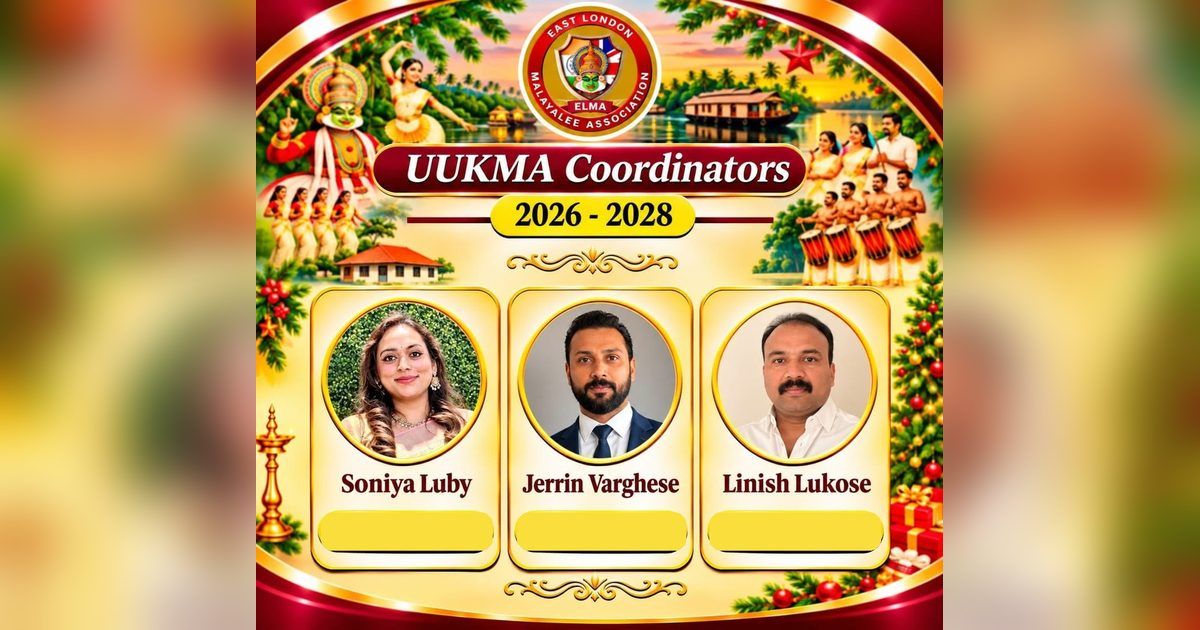 EAST LONDON
MALAYALEE ASSOCIATION
ELMA
UUKMA Coordinators
2026 - 2028
Soniya Luby
Jerrin Varghese
Linish Lukose